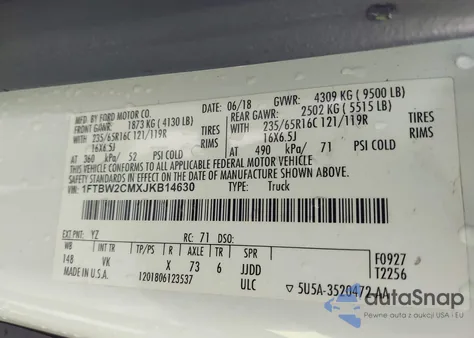 MFD. BY FORD MOTOR CO.
06/18 GVWR: 4309 KG ( 9500 LB)
FRONT GAWR: 1873 KG ( 4130 LB)
REAR GAWR: 2502 KG ( 5515 LB)
WITH 235/65R16C 121/119R TIRES
WITH 235/65R16C 121/119R TIRES
16X6.5J
16X6.5J
AT 360 kPa/ 52 PSI COLD
AT 490 kPa/ 71 PSI COLD
THIS VEHICLE CONFORMS TO ALL APPLICABLE FEDERAL MOTOR VEHICLE
SAFETY STANDARDS IN EFFECT ON THE DATE OF MANUFACTURE SHOWN ABOVE.
VIN: 1FTBW2CMXJKB14630 TYPE: Truck
EXT PNT: YZ RC: 71 DSO:
WB INT TR TP/PS R AXLE TR SPR
148 VK X 73 6 JJDD
F0927
T2256
MADE IN U.S.A. 1201806123537 ULC
5U5A-3520472-AA
autoSnap
Pewne auta z aukcji w USA